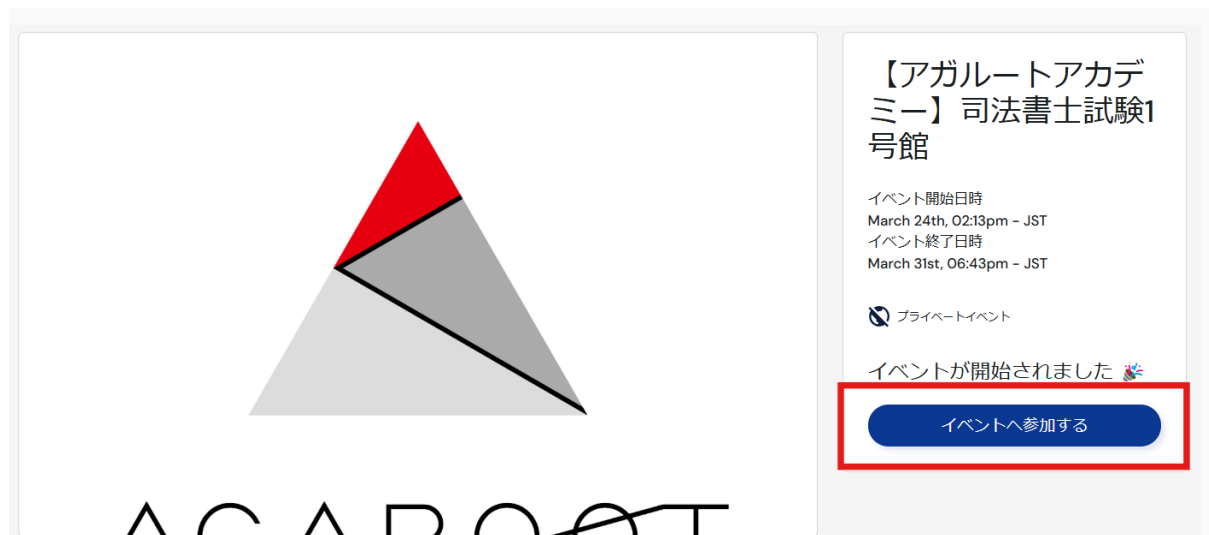 【アガルートアカデ
ミー】司法書士試験1
号館
イベント開始日時
March 24th, 02:13pm - JST
イベント終了日時
March 31st, 06:43pm - JST
プライベートイベント
イベントが開始されました 🎉
イベントへ参加する
AGAROOT